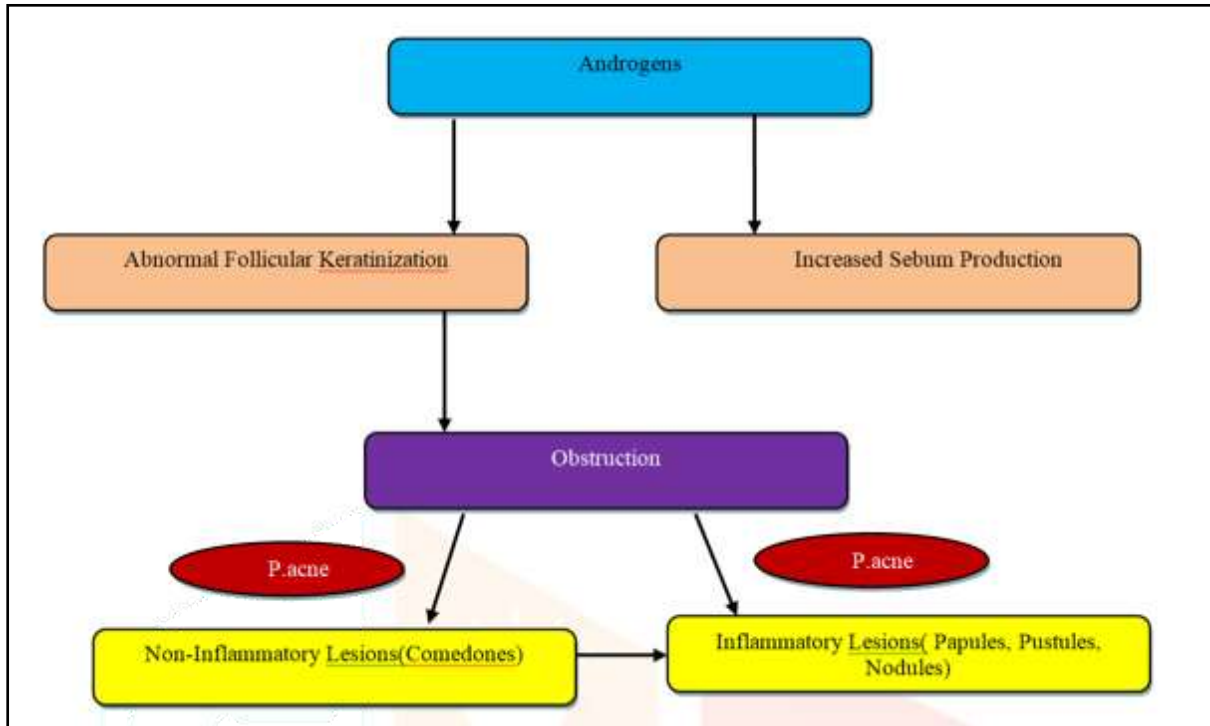 Androgens
Abnormal Follicular Keratinization
Increased Sebum Production
Obstruction
P.acne
P.acne
Non-Inflammatory Lesions(Comedones)
Inflammatory Lesions( Papules, Pustules,
Nodules)